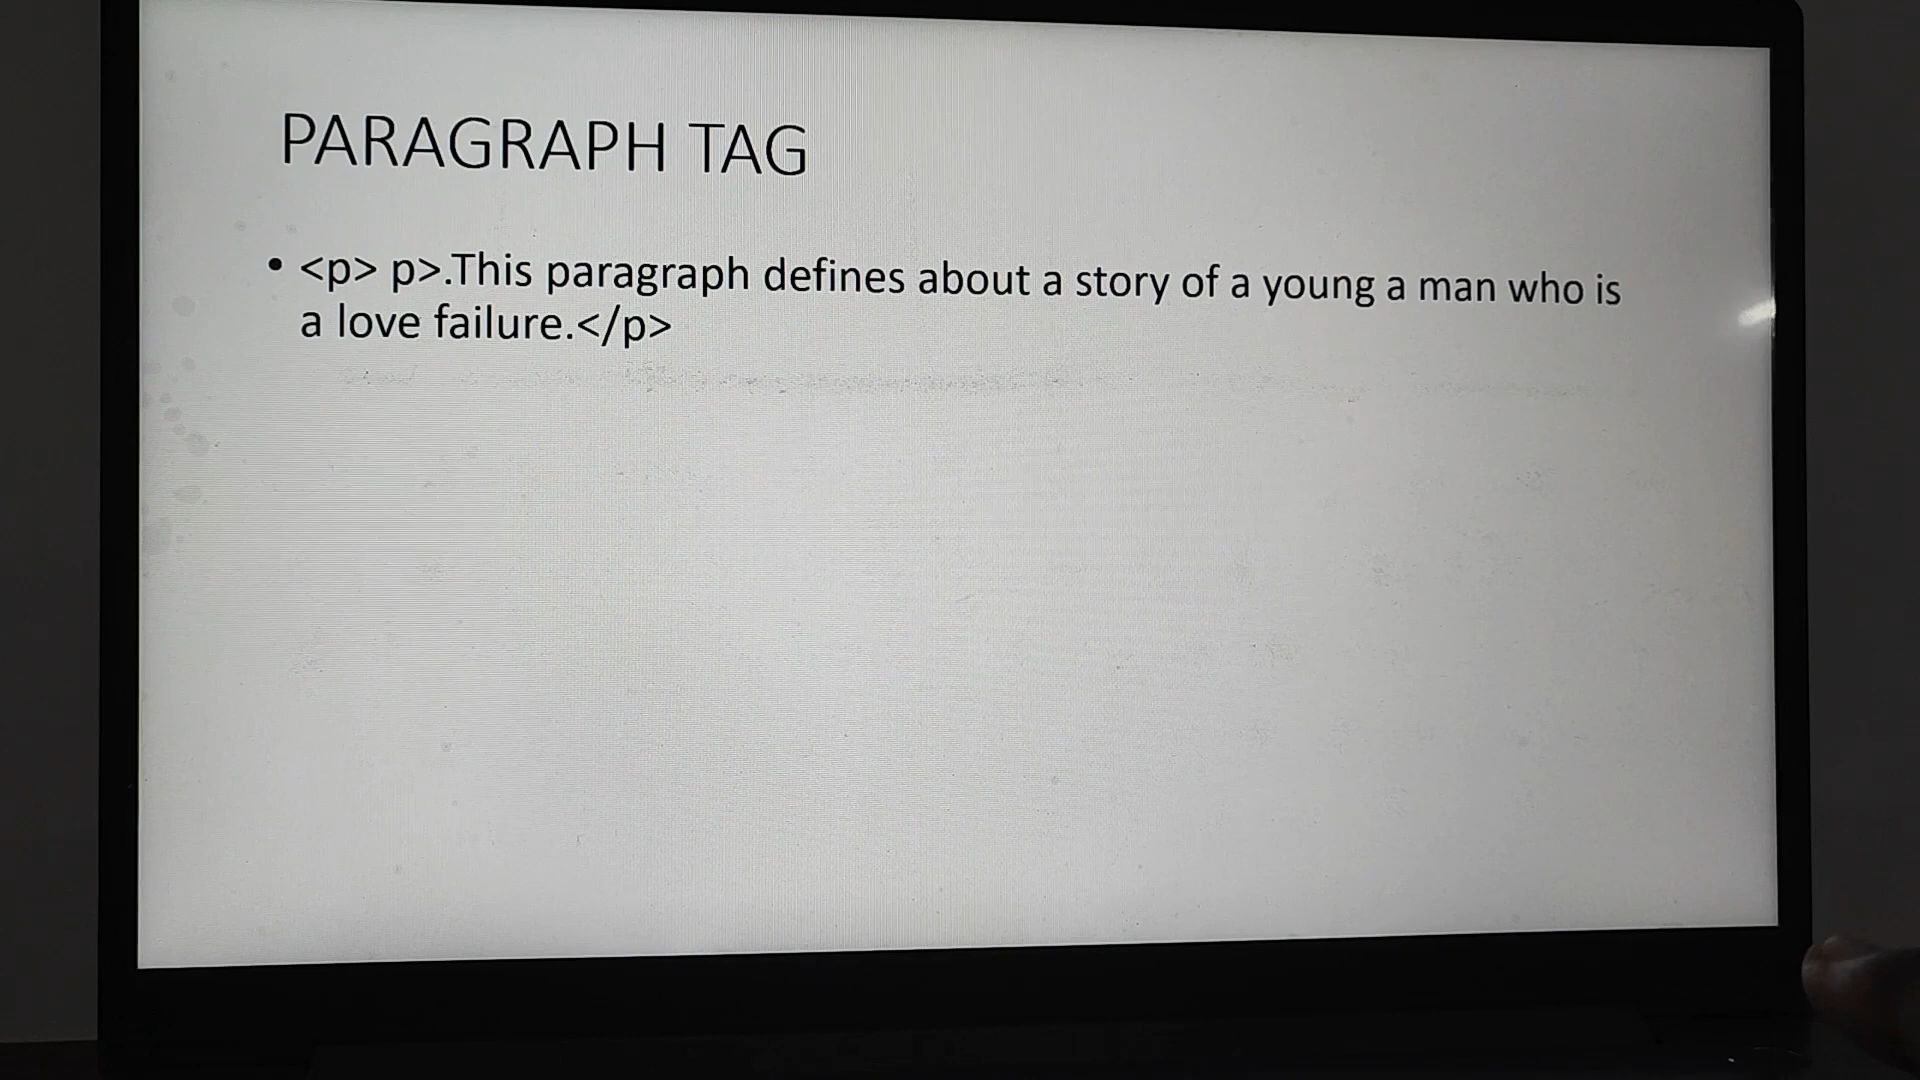 PARAGRAPH TAG
• <p> p>.This paragraph defines about a story of a young a man who is
a love failure.</p>